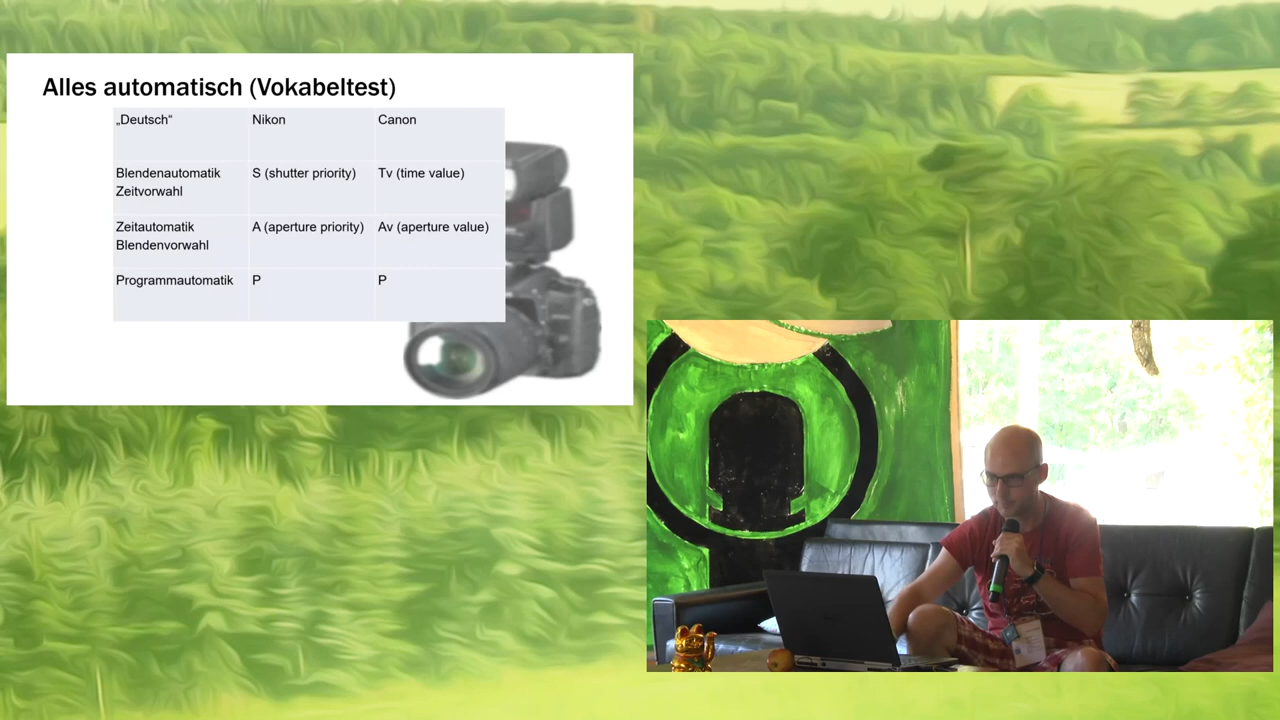 Alles automatisch (Vokabeltest)
„Deutsch“ Nikon Canon
Blendenautomatik S (shutter priority) Tv (time value)
Zeitvorwahl
Zeitautomatik A (aperture priority) Av (aperture value)
Blendenvorwahl
Programmautomatik P P